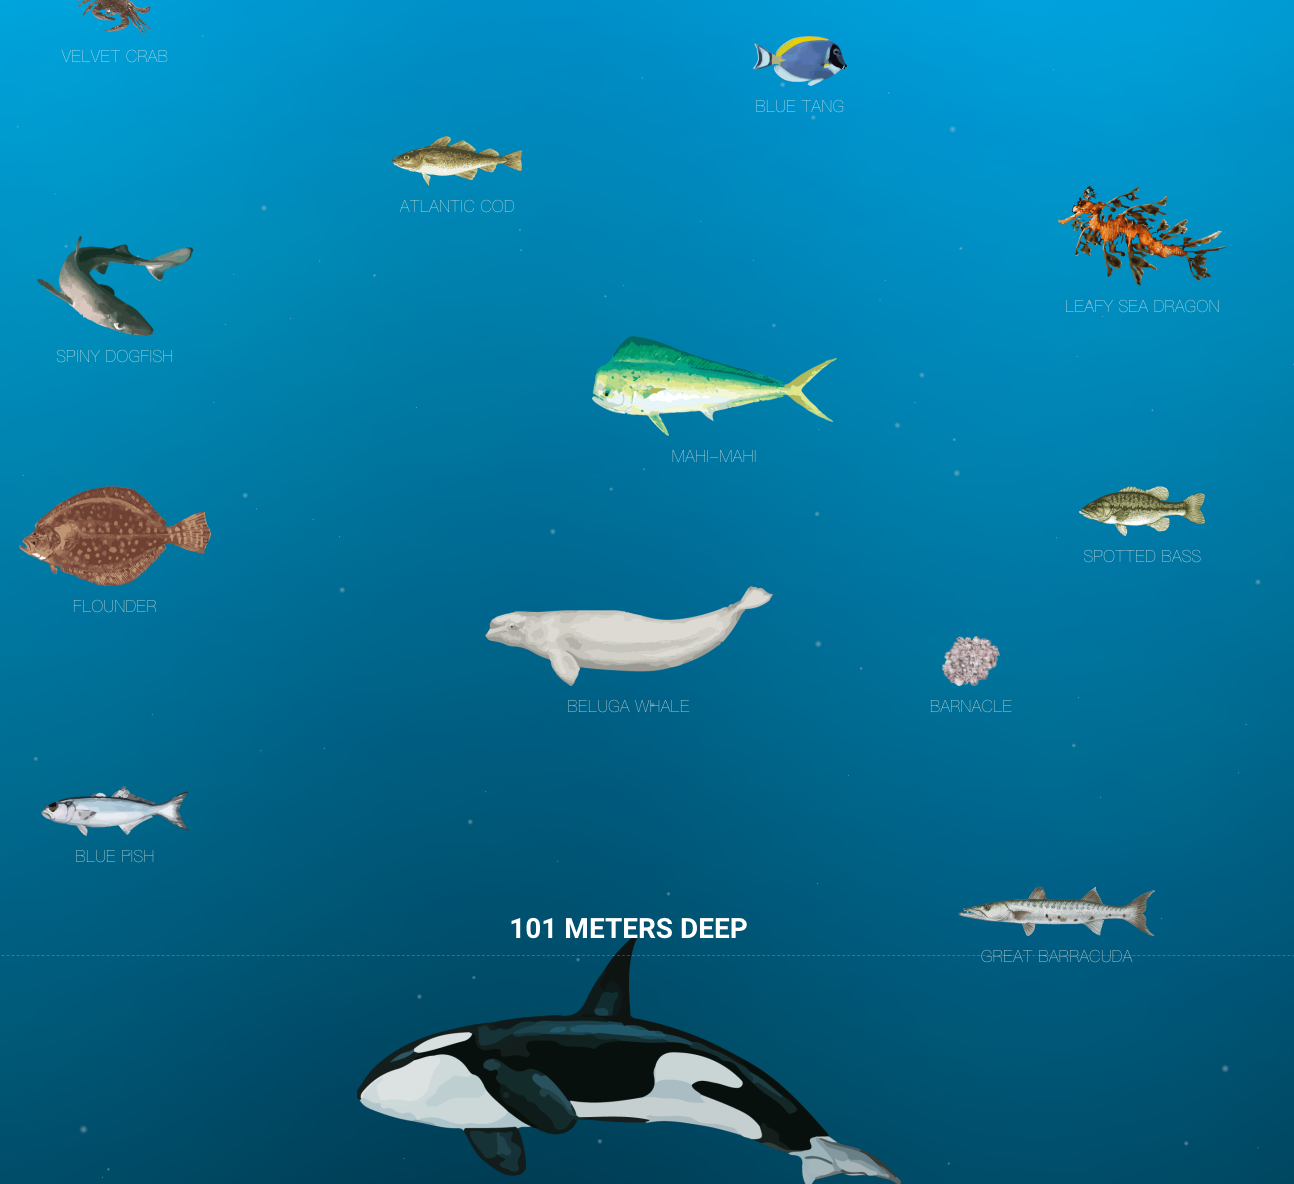 VELVET CRAB
BLUE TANG
ATLANTIC COD
LEAFY SEA DRAGON
SPINY DOGFISH
MAHI-MAHI
SPOTTED BASS
FLOUNDER
BELUGA WHALE
BARNACLE
BLUE FISH
101 METERS DEEP
GREAT BARRACUDA